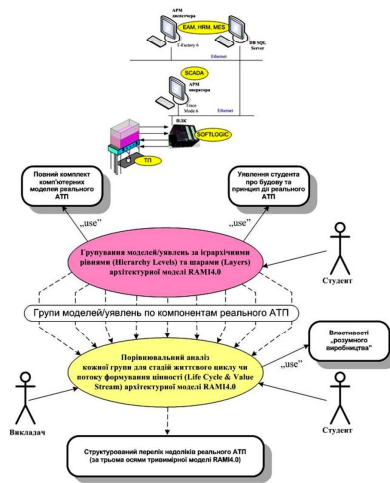 АРМ
диспетчера
EAM, HRM, MES
T-Factory 6
DB SQL
Server
Ethernet
SCADA
АРМ
оператора
Trace
Mode 6
Ethernet
ПЛК
SOFTLOGIC
ТП
Повний комплект
комп'ютерних
моделей реального
АТП
Уявлення студента
про будову та
принцип дії реального
АТП
„use”
„use”
Групування моделей/уявлень за ієрархічними
рівнями (Hierarchy Levels) та шарами (Layers)
архітектурної моделі RAMI4.0
Студент
Групи моделей/уявлень по компонентам реального АТП
Властивості
„розумного
виробництва”
„use”
Порівнювальний аналіз
кожної групи для стадій життєвого циклу чи
потоку формування цінності (Life Cycle & Value
Stream) архітектурної моделі RAMI4.0
Викладач
Студент
Структурований перелік недоліків реального АТП
(за трьома осями тривимірної моделі RAMI4.0)